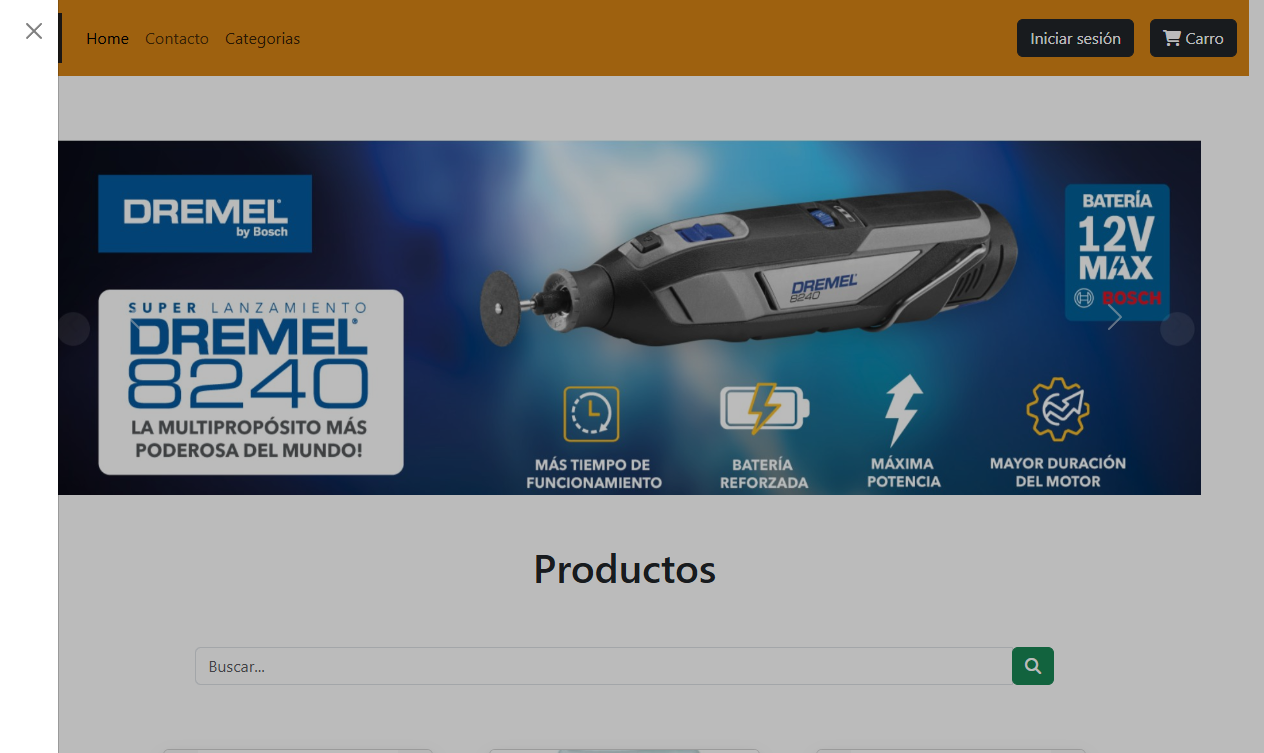 Home
Contacto
Categorias
Iniciar sesión
Carro
DREMEL
by Bosch
SUPER LANZAMIENTO
DREMEL
8240
LA MULTIPROPÓSITO MÁS
PODEROSA DEL MUNDO!
DREMEL
8240
BATERÍA
12V
MAX
BOSCH
MÁS TIEMPO DE
FUNCIONAMIENTO
BATERÍA
REFORZADA
MÁXIMA
POTENCIA
MAYOR DURACIÓN
DEL MOTOR
Productos
Buscar...